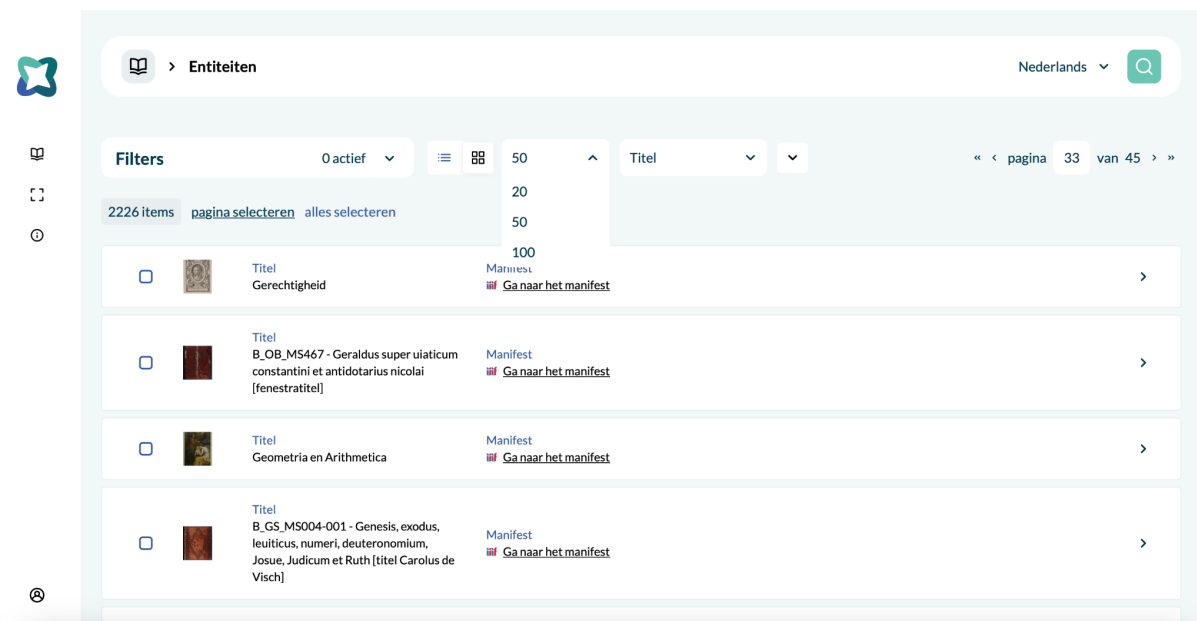 Entiteiten
Nederlands
Filters
0 actief
50
Titel
pagina 33 van 45
20
50
100
2226 items pagina selecteren alles selecteren
Titel
Gerechtigheid
Manifest
Ga naar het manifest
Titel
B_OB_MS467 - Geraldus super uiaticum
constantini et antidotarius nicolai
[fenestratitel]
Manifest
Ga naar het manifest
Titel
Geometria en Arithmetica
Manifest
Ga naar het manifest
Titel
B_GS_MS004-001 - Genesis, exodus,
leuiticus, numeri, deuteronomium,
Josue, Judicum et Ruth [titel Carolus de
Visch]
Manifest
Ga naar het manifest